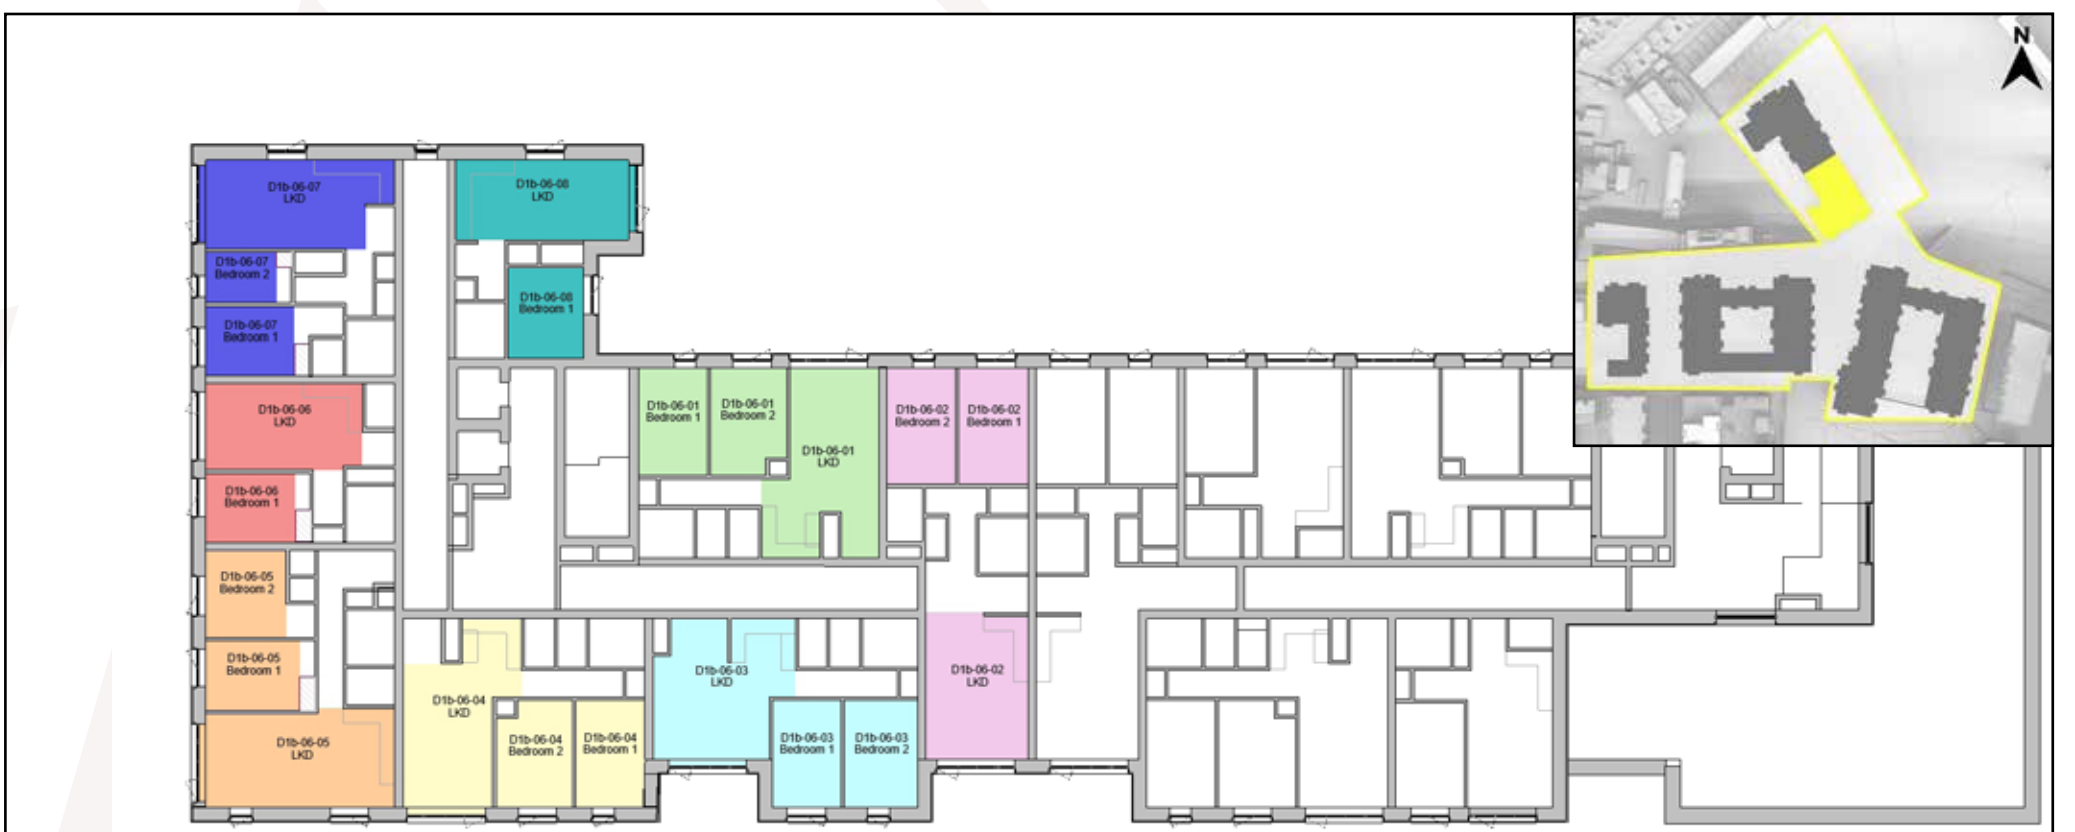 N
D1b-06-07
LKD
D1b-06-08
LKD
D1b-06-07
Bedroom 2
D1b-06-08
Bedroom 1
D1b-06-07
Bedroom 1
D1b-06-06
LKD
D1b-06-01
Bedroom 1
D1b-06-01
Bedroom 2
D1b-06-02
Bedroom 2
D1b-06-02
Bedroom 1
D1b-06-01
LKD
D1b-06-06
Bedroom 1
D1b-06-05
Bedroom 2
D1b-06-05
Bedroom 1
D1b-06-04
LKD
D1b-06-03
LKD
D1b-06-02
LKD
D1b-06-05
LKD
D1b-06-04
Bedroom 2
D1b-06-04
Bedroom 1
D1b-06-03
Bedroom 1
D1b-06-03
Bedroom 2